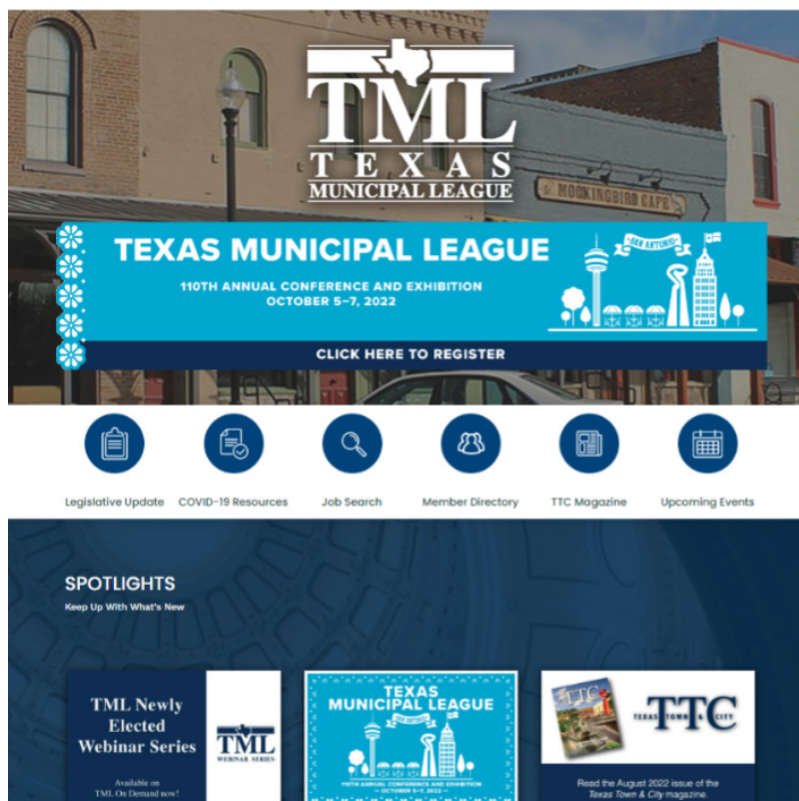 TML
TEXAS
MUNICIPAL LEAGUE
MOCKINGBIRD CAFE
TEXAS MUNICIPAL LEAGUE
SAN ANTONIO
110TH ANNUAL CONFERENCE AND EXHIBITION
OCTOBER 5–7, 2022
CLICK HERE TO REGISTER
Legislative Update
COVID-19 Resources
Job Search
Member Directory
TTC Magazine
Upcoming Events
SPOTLIGHTS
Keep Up With What's New
TML Newly
Elected
Webinar Series
Available on
TML On Demand now!
TML
WEBINAR SERIES
TEXAS
MUNICIPAL LEAGUE
SAN ANTONIO
110TH ANNUAL CONFERENCE AND EXHIBITION
— OCTOBER 5–7, 2022 —
TTC
TTC
TEXAS TOWN & CITY
Read the August 2022 issue of the
Texas Town & City magazine.